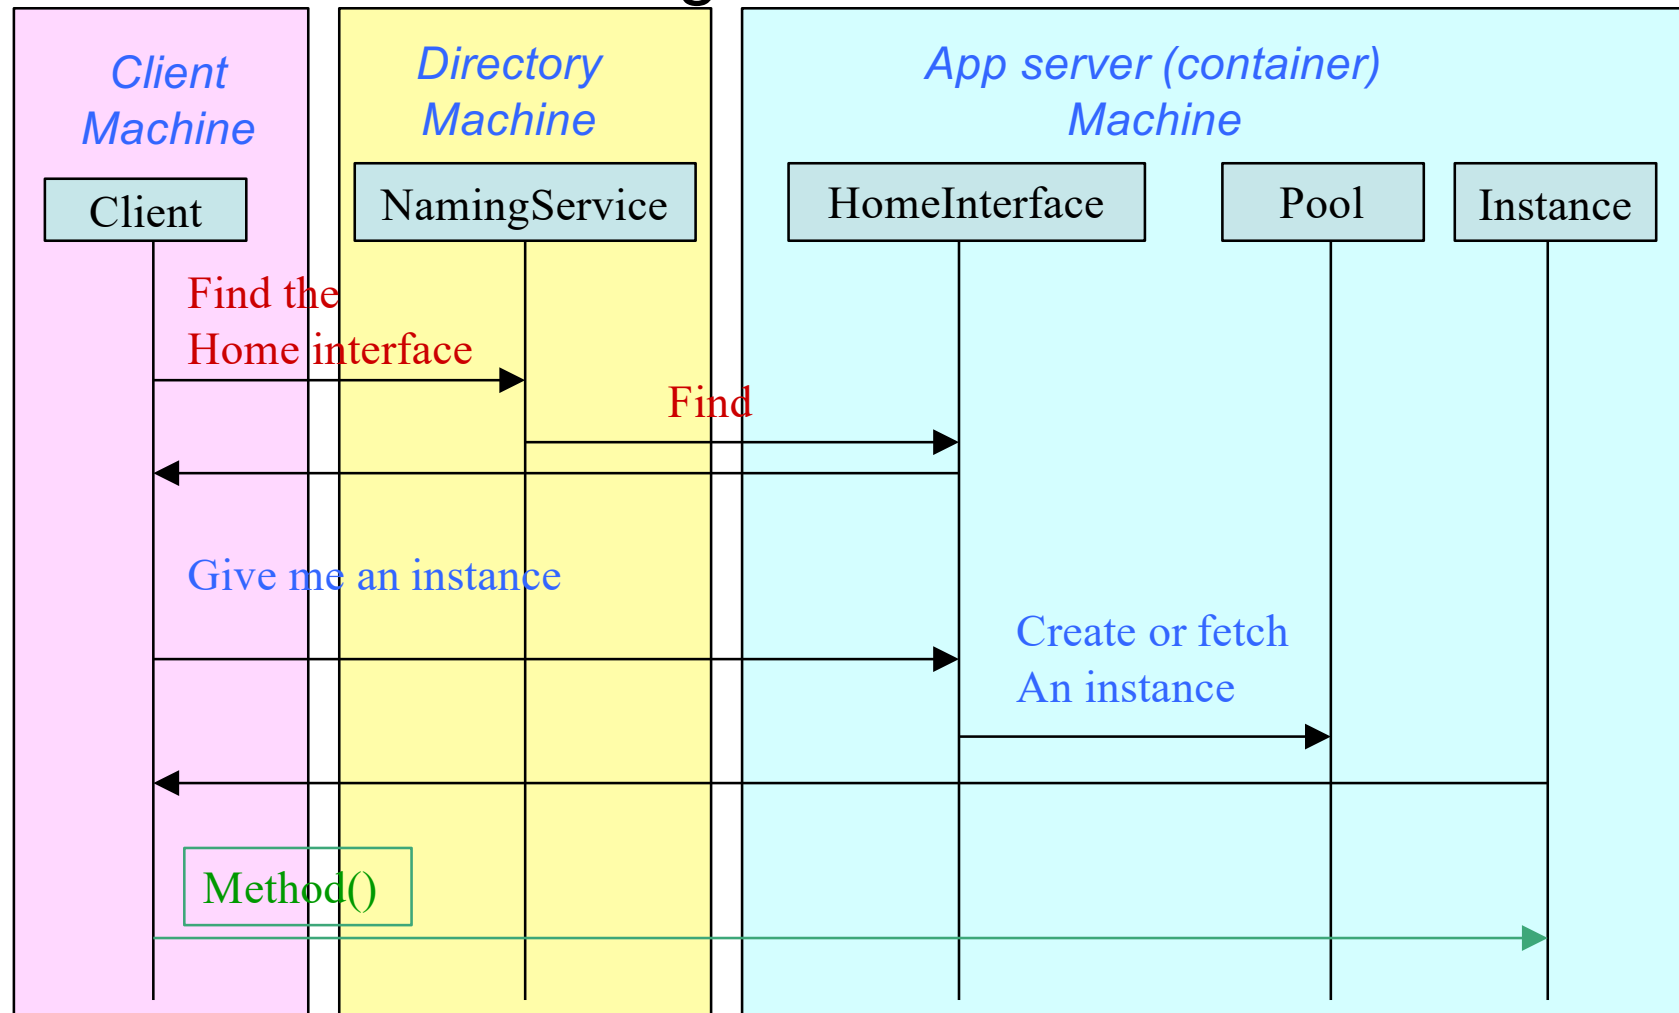 Client
Machine
Directory
Machine
App server (container)
Machine
Client
NamingService
HomeInterface
Pool
Instance
Find the
Home interface
Find
Give me an instance
Create or fetch
An instance
Method()